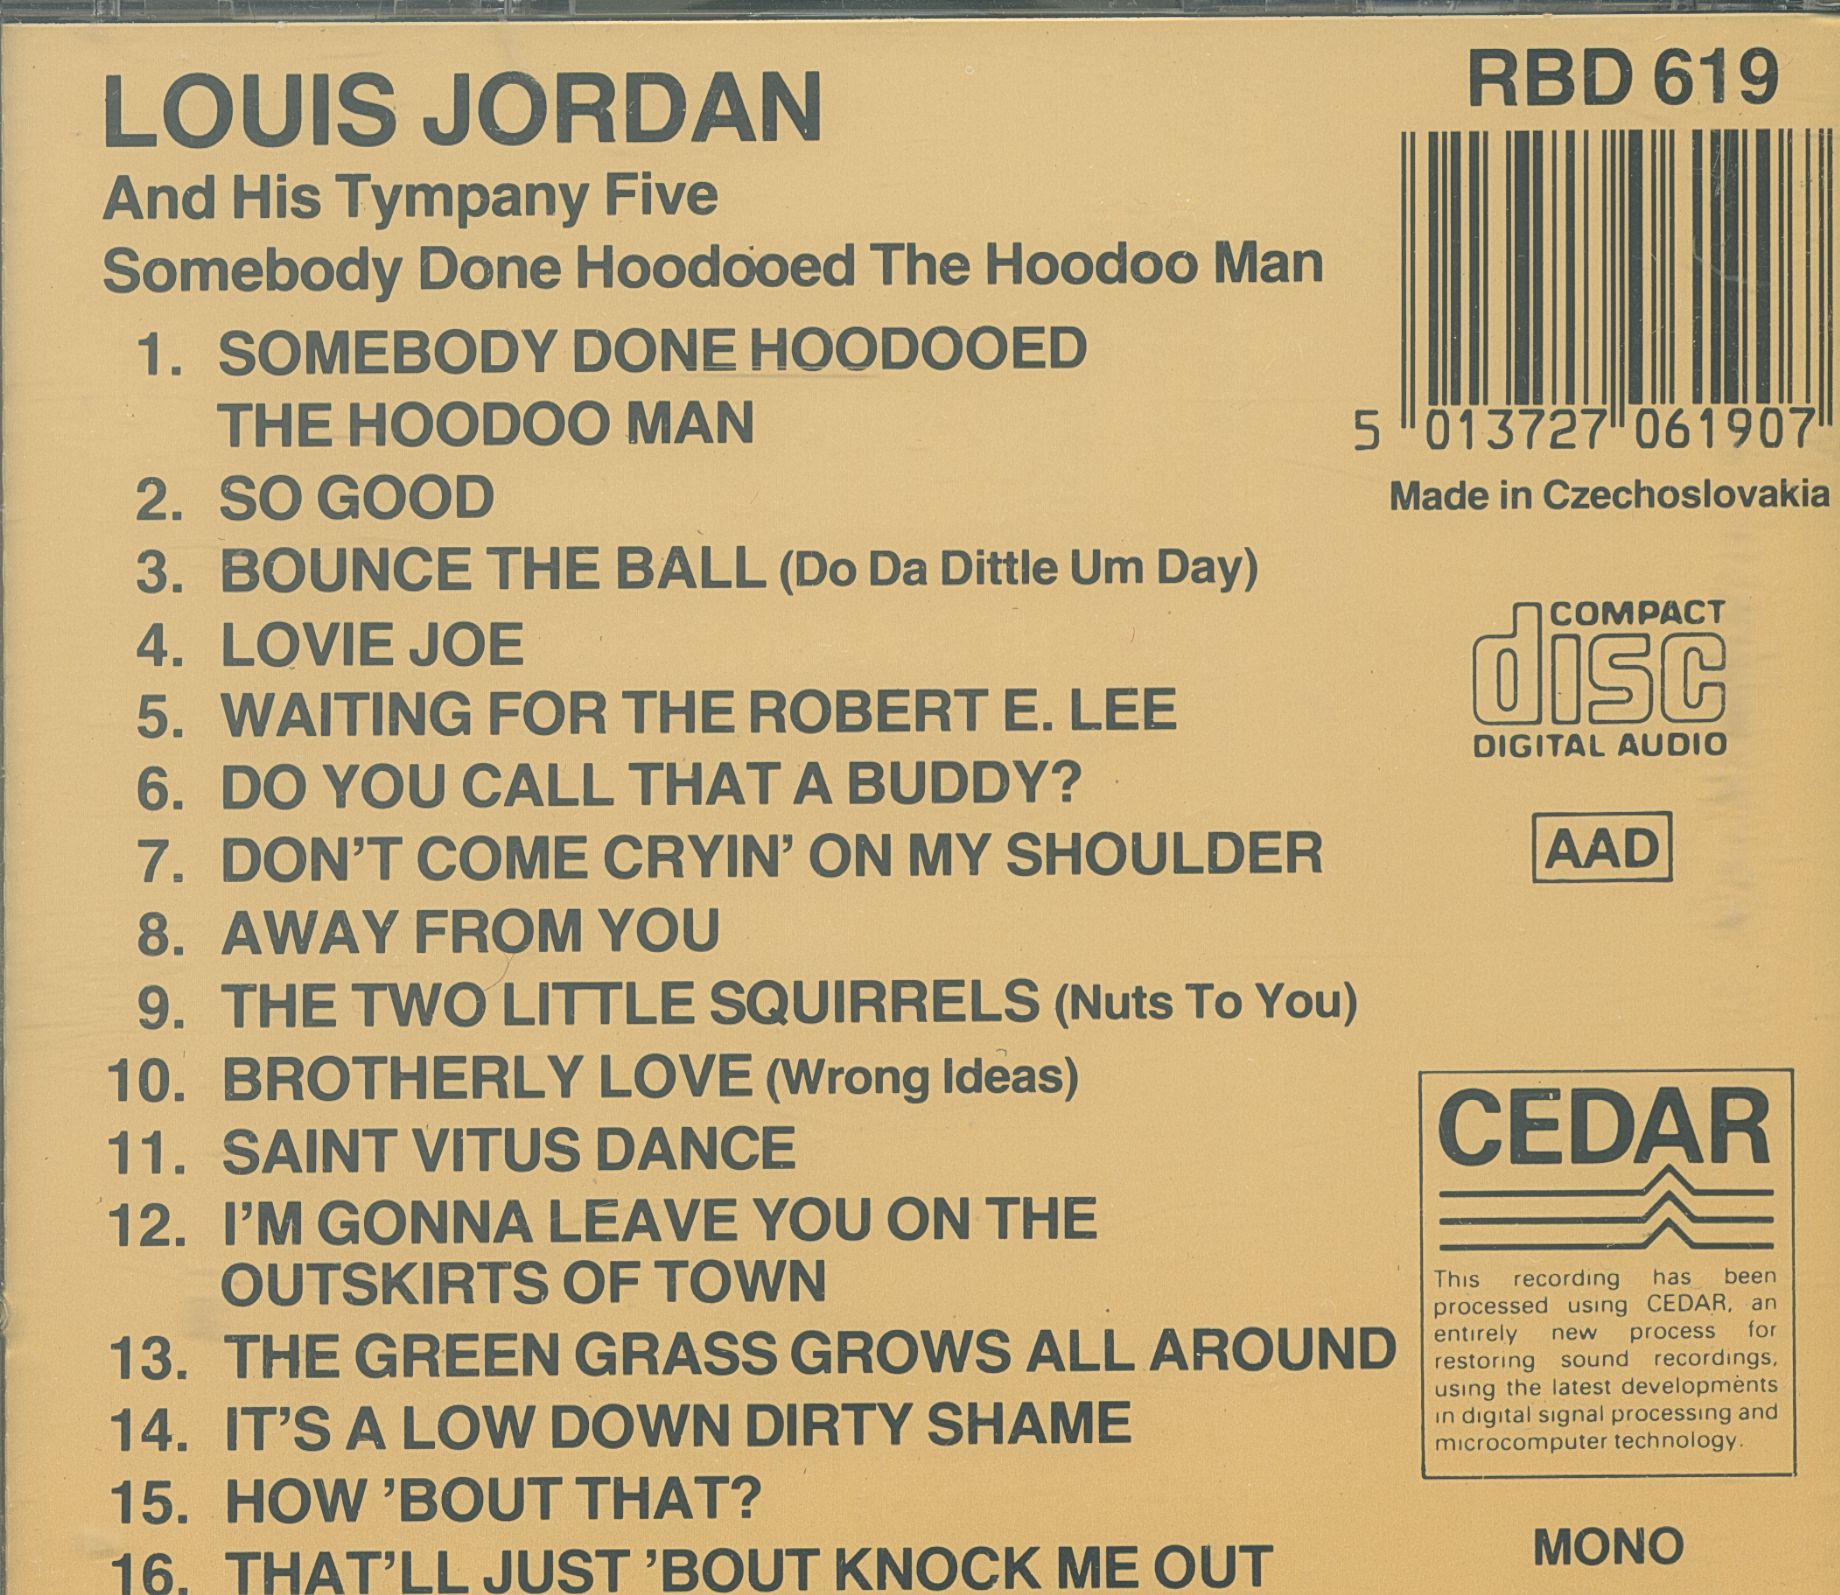 LOUIS JORDAN
And His Tympany Five
Somebody Done Hoodooed The Hoodoo Man
1. SOMEBODY DONE HOODOOED
THE HOODOO MAN
2. SO GOOD
3. BOUNCE THE BALL (Do Da Dittle Um Day)
4. LOVIE JOE
5. WAITING FOR THE ROBERT E. LEE
6. DO YOU CALL THAT A BUDDY?
7. DON'T COME CRYIN' ON MY SHOULDER
8. AWAY FROM YOU
9. THE TWO LITTLE SQUIRRELS (Nuts To You)
10. BROTHERLY LOVE (Wrong Ideas)
11. SAINT VITUS DANCE
12. I'M GONNA LEAVE YOU ON THE
OUTSKIRTS OF TOWN
13. THE GREEN GRASS GROWS ALL AROUND
14. IT'S A LOW DOWN DIRTY SHAME
15. HOW 'BOUT THAT?
16. THAT'LL JUST 'BOUT KNOCK ME OUT
RBD 619
5 013727 061907
Made in Czechoslovakia
COMPACT
disc
DIGITAL AUDIO
AAD
CEDAR
This recording has been
processed using CEDAR, an
entirely new process for
restoring sound recordings,
using the latest developments
in digital signal processing and
microcomputer technology.
MONO